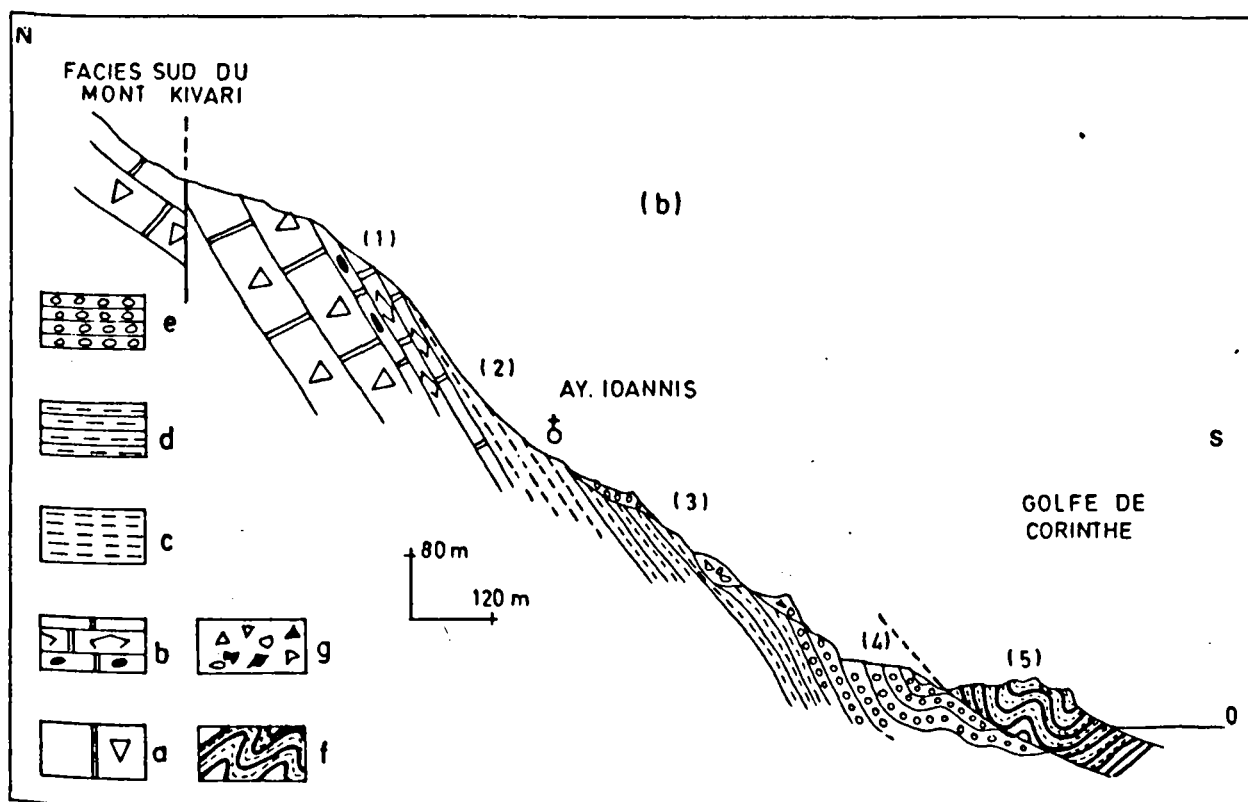 N
FACIES SUD DU
MONT KIVARI
(b)
(1)
(2)
AY. IOANNIS
(3)
S
GOLFE DE
CORINTHE
80 m
120 m
(4)
(5)
0
e
d
c
b
g
a
f